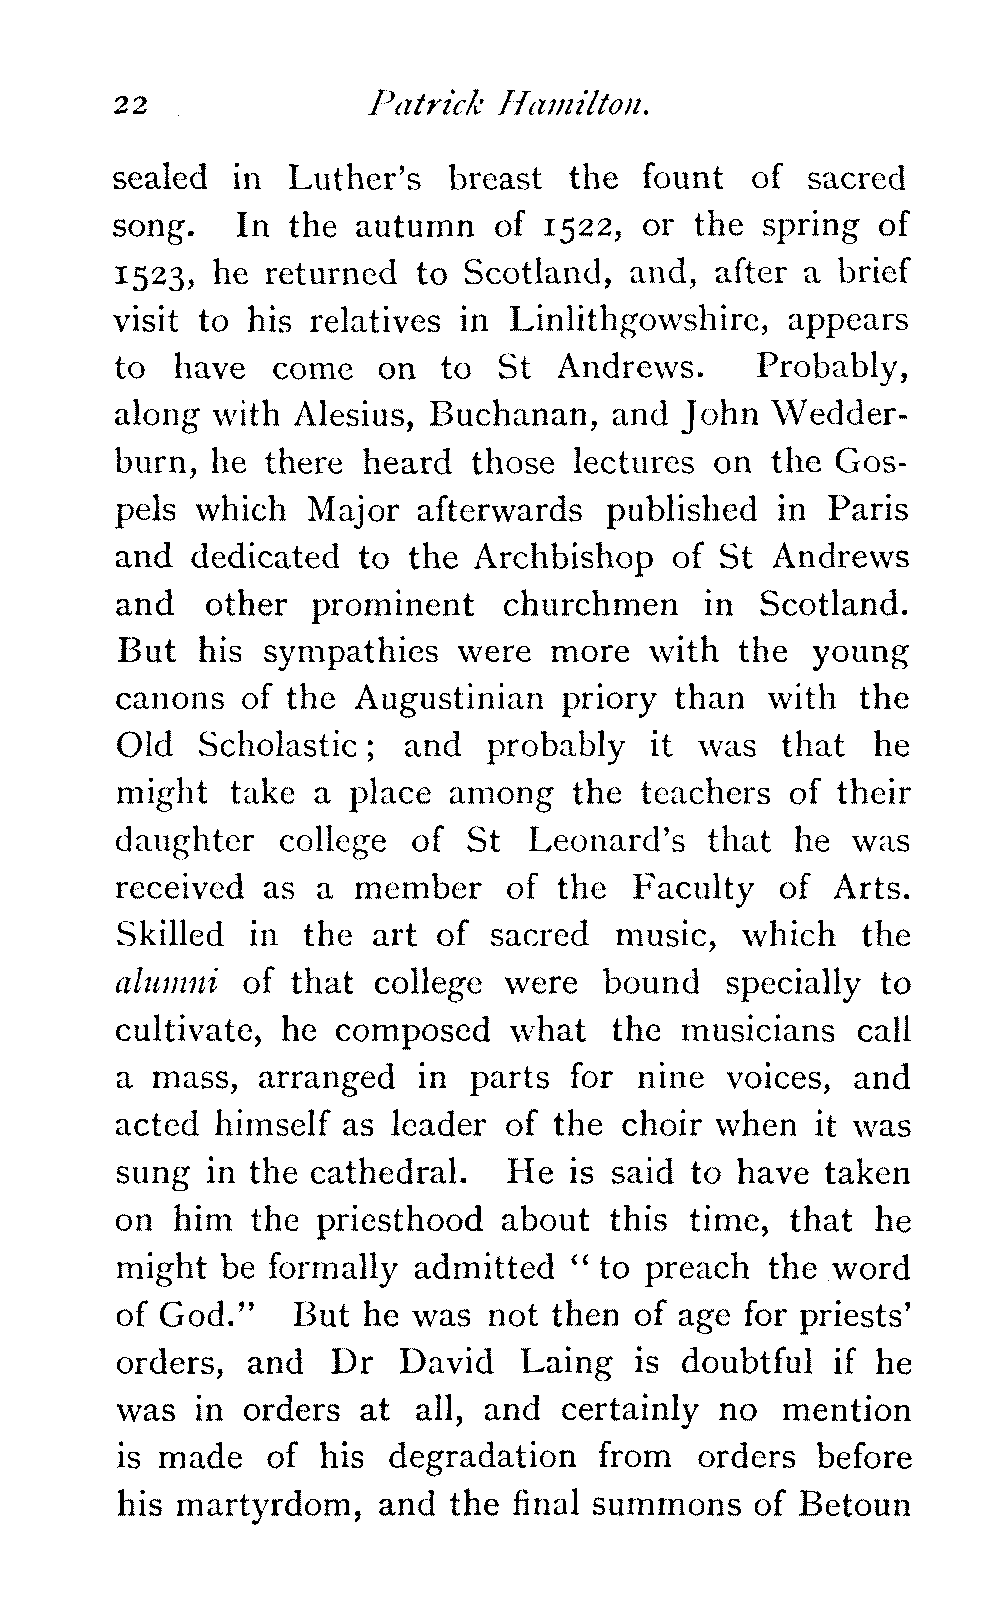 22 Patrick Hamilton.
sealed in Luther's breast the fount of sacred
song. In the autumn of 1522, or the spring of
1523, he returned to Scotland, and, after a brief
visit to his relatives in Linlithgowshire, appears
to have come on to St Andrews. Probably,
along with Alesius, Buchanan, and John Wedder-
burn, he there heard those lectures on the Gos-
pels which Major afterwards published in Paris
and dedicated to the Archbishop of St Andrews
and other prominent churchmen in Scotland.
But his sympathies were more with the young
canons of the Augustinian priory than with the
Old Scholastic; and probably it was that he
might take a place among the teachers of their
daughter college of St Leonard's that he was
received as a member of the Faculty of Arts.
Skilled in the art of sacred music, which the
alumni of that college were bound specially to
cultivate, he composed what the musicians call
a mass, arranged in parts for nine voices, and
acted himself as leader of the choir when it was
sung in the cathedral. He is said to have taken
on him the priesthood about this time, that he
might be formally admitted "to preach the word
of God." But he was not then of age for priests'
orders, and Dr David Laing is doubtful if he
was in orders at all, and certainly no mention
is made of his degradation from orders before
his martyrdom, and the final summons of Betoun